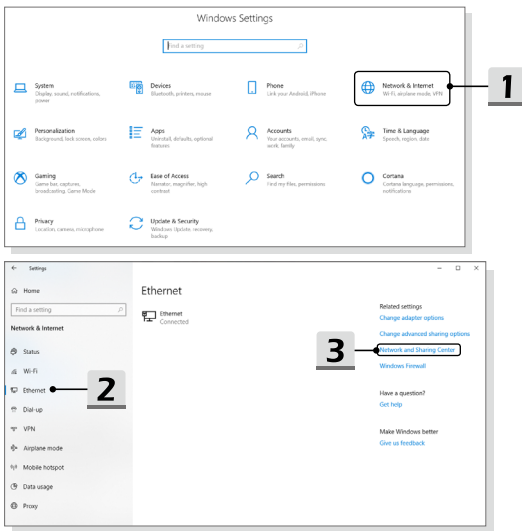 Windows Settings
Find a setting
System
Display, sound, notifications,
power
Devices
Bluetooth, printers, mouse
Phone
Link your Android, iPhone
Network & Internet
Wi-Fi, airplane mode, VPN
1
Personalization
Background, lock screen, colors
Apps
Uninstall, defaults, optional
features
Accounts
Your accounts, email, sync,
work, family
Time & Language
Speech, region, date
Gaming
Game bar, captures,
broadcasting, Game Mode
Ease of Access
Narrator, magnifier, high
contrast
Search
Find my files, permissions
Cortana
Cortana language, permissions,
notifications
Privacy
Location, camera, microphone
Update & Security
Windows Update, recovery,
backup
Settings
Home
Find a setting
Network & Internet
Status
Wi-Fi
Ethernet
2
Dial-up
VPN
Airplane mode
Mobile hotspot
Data usage
Proxy
Ethernet
Ethernet
Connected
Related settings
Change adapter options
Change advanced sharing options
3
Network and Sharing Center
Windows Firewall
Have a question?
Get help
Make Windows better
Give us feedback